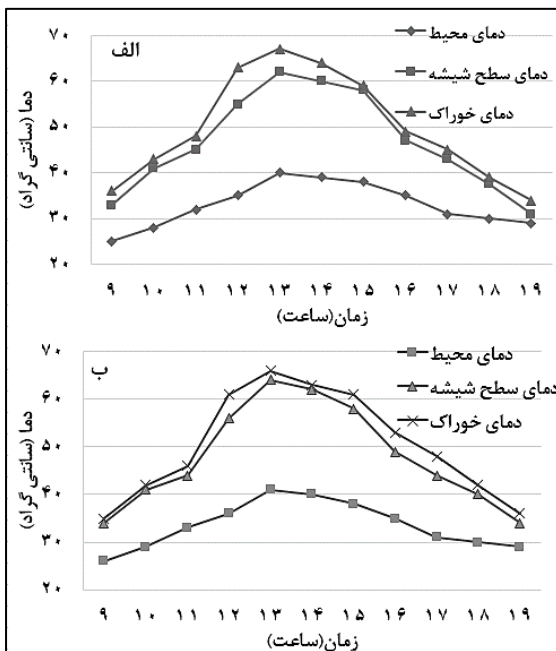 الف
دمای محیط
دمای سطح شیشه
دمای خوراک
دما (سانتی گراد)
۷۰
۶۰
۵۰
۴۰
۳۰
۲۰
۹ ۱۰ ۱۱ ۱۲ ۱۳ ۱۴ ۱۵ ۱۶ ۱۷ ۱۸ ۱۹
زمان(ساعت)
ب
دمای محیط
دمای سطح شیشه
دمای خوراک
دما (سانتی گراد)
۷۰
۶۰
۵۰
۴۰
۳۰
۲۰
۹ ۱۰ ۱۱ ۱۲ ۱۳ ۱۴ ۱۵ ۱۶ ۱۷ ۱۸ ۱۹
زمان(ساعت)